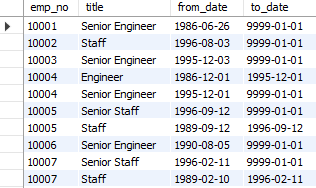 emp_no title from_date to_date
10001 Senior Engineer 1986-06-26 9999-01-01
10002 Staff 1996-08-03 9999-01-01
10003 Senior Engineer 1995-12-03 9999-01-01
10004 Engineer 1986-12-01 1995-12-01
10004 Senior Engineer 1995-12-01 9999-01-01
10005 Senior Staff 1996-09-12 9999-01-01
10005 Staff 1989-09-12 1996-09-12
10006 Senior Engineer 1990-08-05 9999-01-01
10007 Senior Staff 1996-02-11 9999-01-01
10007 Staff 1989-02-10 1996-02-11